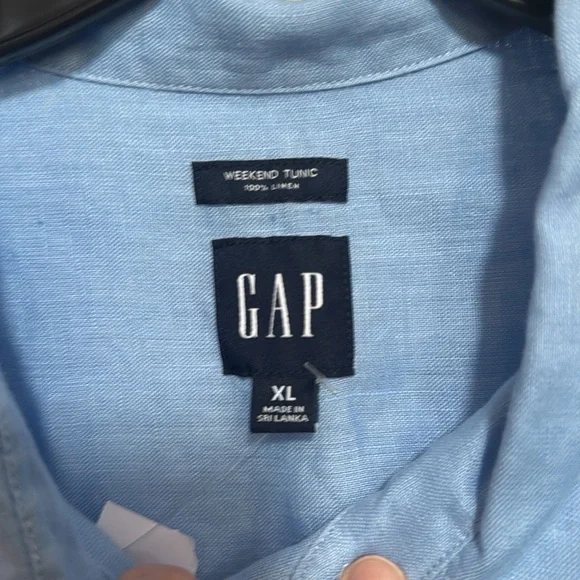 WEEKEND TUNIC
100% LINEN
GAP
XL
MADE IN
SRI LANKA